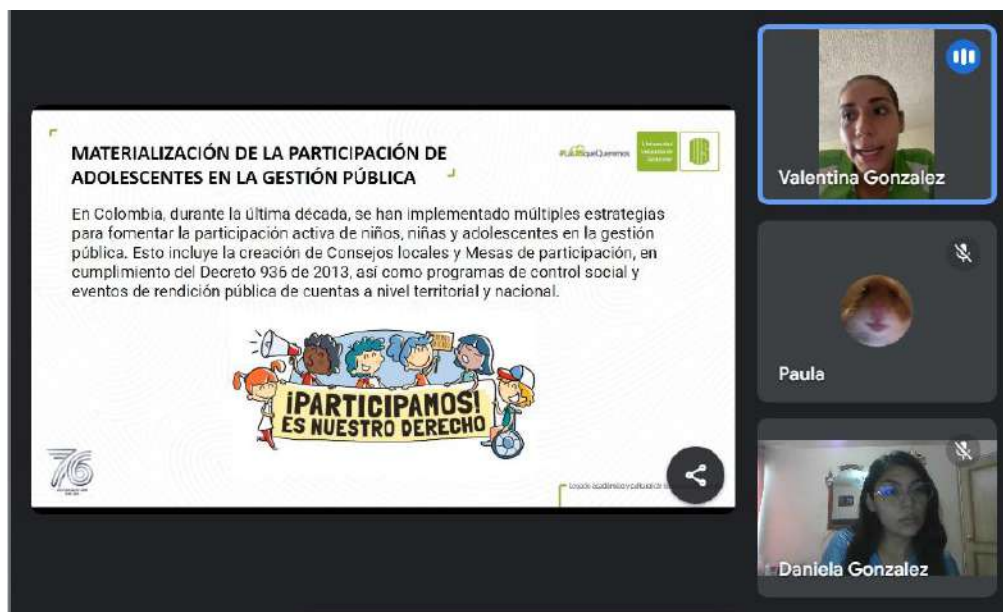 MATERIALIZACIÓN DE LA PARTICIPACIÓN DE
ADOLESCENTES EN LA GESTIÓN PÚBLICA
En Colombia, durante la última década, se han implementado múltiples estrategias
para fomentar la participación activa de niños, niñas y adolescentes en la gestión
pública. Esto incluye la creación de Consejos locales y Mesas de participación, en
cumplimiento del Decreto 936 de 2013, así como programas de control social y
eventos de rendición pública de cuentas a nivel territorial y nacional.
¡PARTICIPAMOS!
ES NUESTRO DERECHO
76
Valentina Gonzalez
Paula
Daniela Gonzalez